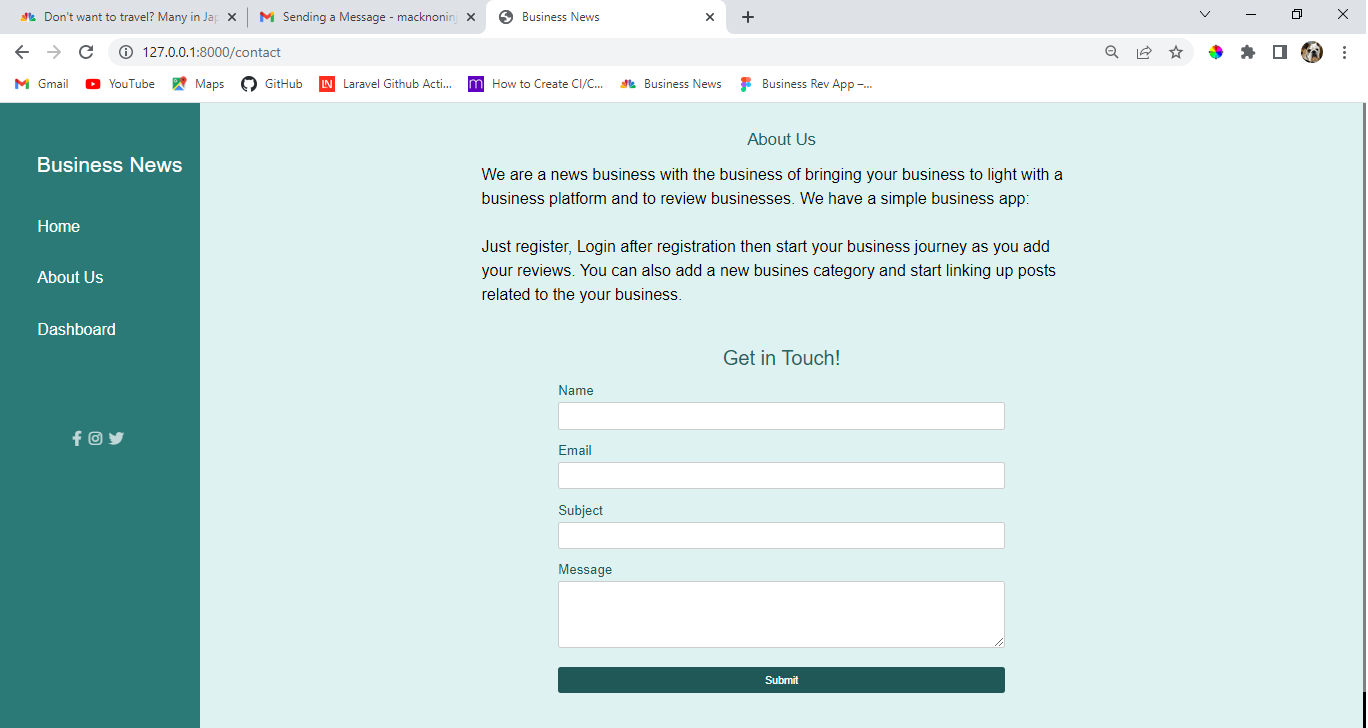 Don't want to travel? Many in Jap
Sending a Message - macknonin
Business News
127.0.0.1:8000/contact
Gmail
YouTube
Maps
GitHub
LN
Laravel Github Acti...
m
How to Create CI/C...
Business News
Business Rev App –...
Business News
Home
About Us
Dashboard
About Us
We are a news business with the business of bringing your business to light with a
business platform and to review businesses. We have a simple business app:
Just register, Login after registration then start your business journey as you add
your reviews. You can also add a new busines category and start linking up posts
related to the your business.
Get in Touch!
Name
Email
Subject
Message
Submit